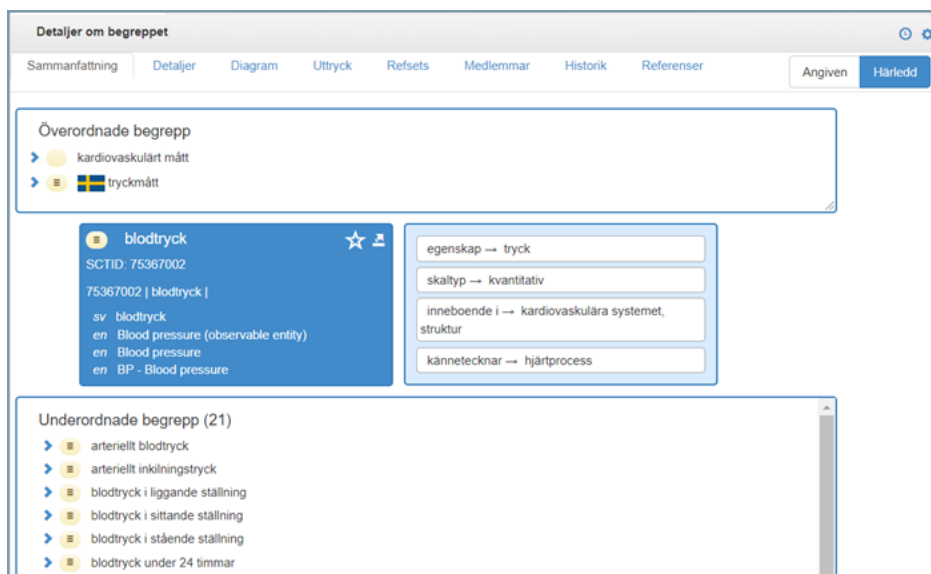 Detaljer om begreppet
Sammanfattning Detaljer Diagram Uttryck Refsets Medlemmar Historik Referenser Angiven Härledd
Överordnade begrepp
kardiovaskulärt mått
tryckmått
blodtryck
SCTID: 75367002
75367002 | blodtryck |
sv blodtryck
en Blood pressure (observable entity)
en Blood pressure
en BP - Blood pressure
egenskap → tryck
skaltyp → kvantitativ
inneboende i → kardiovaskulära systemet,
struktur
kännetecknar → hjärtprocess
Underordnade begrepp (21)
arteriellt blodtryck
arteriellt inkilningstryck
blodtryck i liggande ställning
blodtryck i sittande ställning
blodtryck i stående ställning
blodtryck under 24 timmar